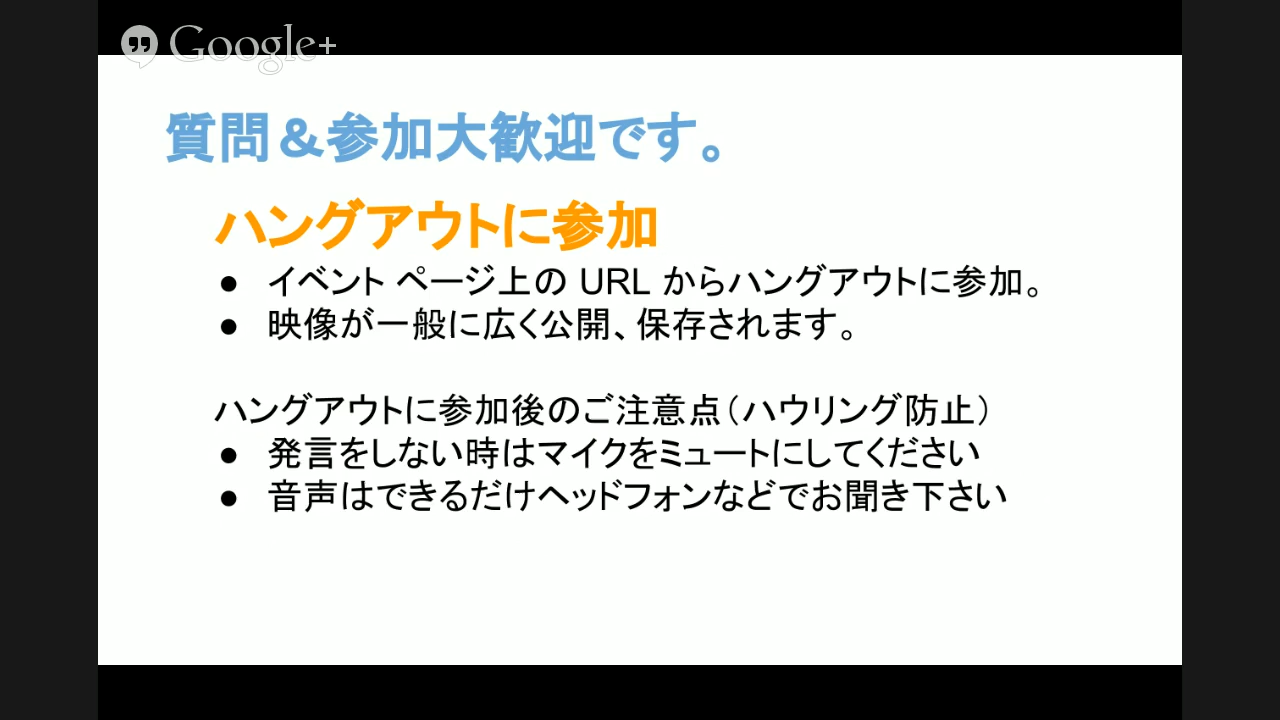 Google+
質問＆参加大歓迎です。
ハングアウトに参加
● イベント ページ上の URL からハングアウトに参加。
● 映像が一般に広く公開、保存されます。
ハングアウトに参加後のご注意点（ハウリング防止）
● 発言をしない時はマイクをミュートにしてください
● 音声はできるだけヘッドフォンなどでお聞き下さい